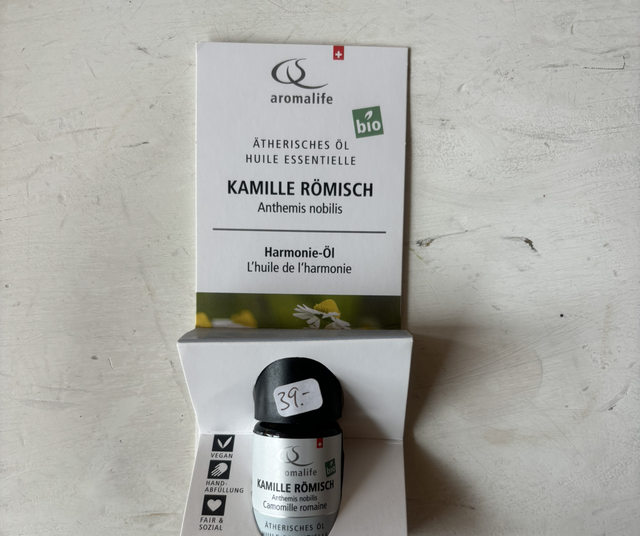 aromalife
bio
ÄTHERISCHES ÖL
HUILE ESSENTIELLE
KAMILLE RÖMISCH
Anthemis nobilis
Harmonie-Öl
L'huile de l'harmonie
39.-
VEGAN
HAND-
ABFÜLLUNG
FAIR &
SOZIAL
aromalife
bio
KAMILLE RÖMISCH
Anthemis nobilis
Camomille romaine
ÄTHERISCHES ÖL